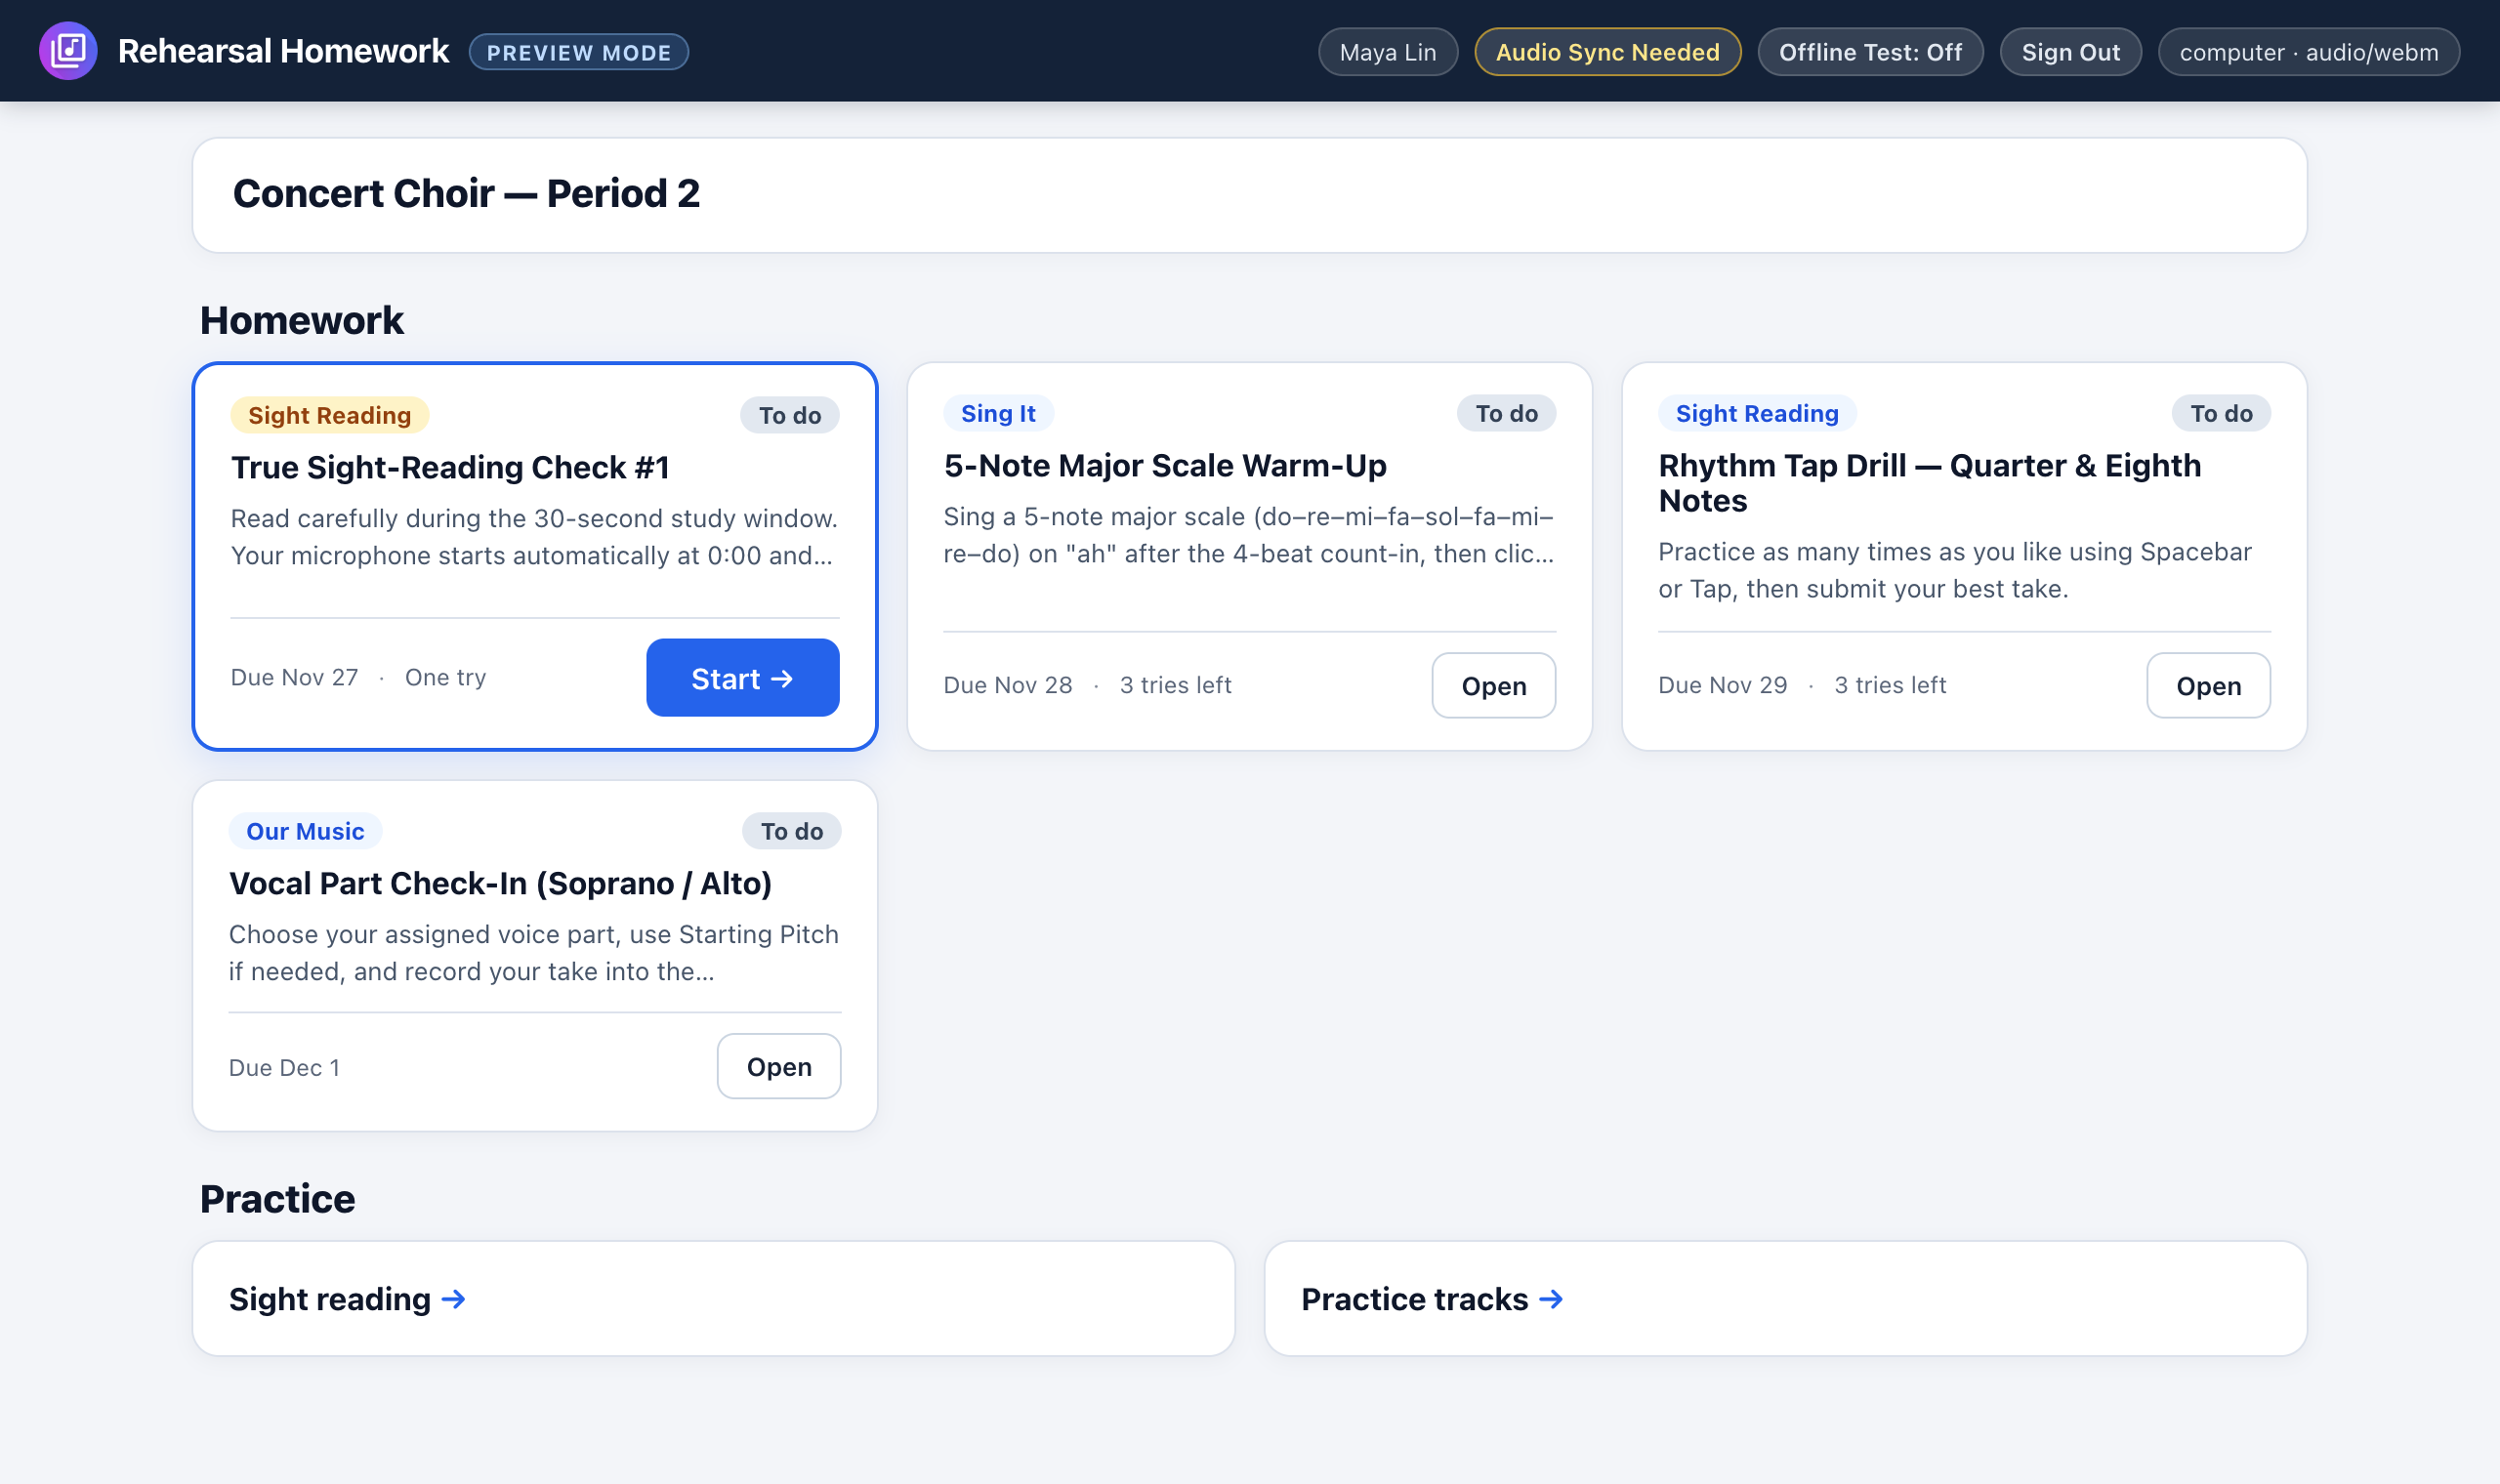 Rehearsal Homework
PREVIEW MODE
Maya Lin
Audio Sync Needed
Offline Test: Off
Sign Out
computer · audio/webm
Concert Choir — Period 2
Homework
Sight Reading
To do
True Sight-Reading Check #1
Read carefully during the 30-second study window.
Your microphone starts automatically at 0:00 and...
Due Nov 27 · One try
Start →
Sing It
To do
5-Note Major Scale Warm-Up
Sing a 5-note major scale (do–re–mi–fa–sol–fa–mi–
re–do) on "ah" after the 4-beat count-in, then clic...
Due Nov 28 · 3 tries left
Open
Sight Reading
To do
Rhythm Tap Drill — Quarter & Eighth
Notes
Practice as many times as you like using Spacebar
or Tap, then submit your best take.
Due Nov 29 · 3 tries left
Open
Our Music
To do
Vocal Part Check-In (Soprano / Alto)
Choose your assigned voice part, use Starting Pitch
if needed, and record your take into the...
Due Dec 1
Open
Practice
Sight reading →
Practice tracks →